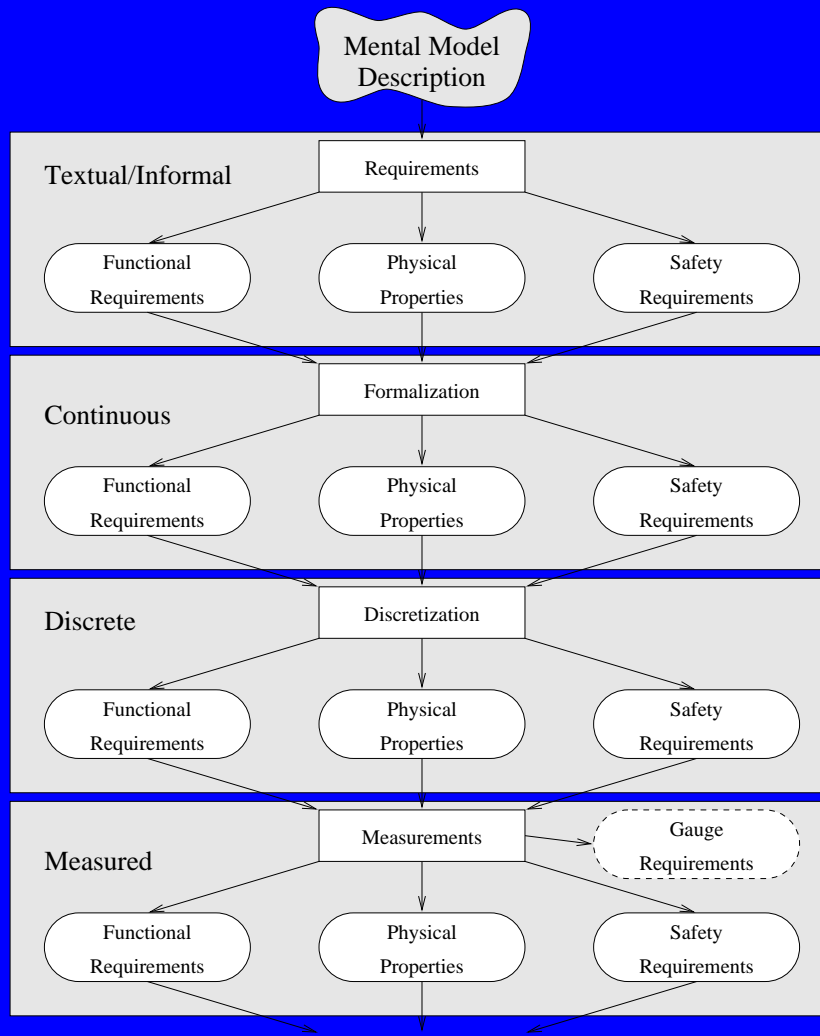 Mental Model
Description
Textual/Informal
Requirements
Functional
Requirements
Physical
Properties
Safety
Requirements
Continuous
Formalization
Functional
Requirements
Physical
Properties
Safety
Requirements
Discrete
Discretization
Functional
Requirements
Physical
Properties
Safety
Requirements
Measured
Measurements
Gauge
Requirements
Functional
Requirements
Physical
Properties
Safety
Requirements